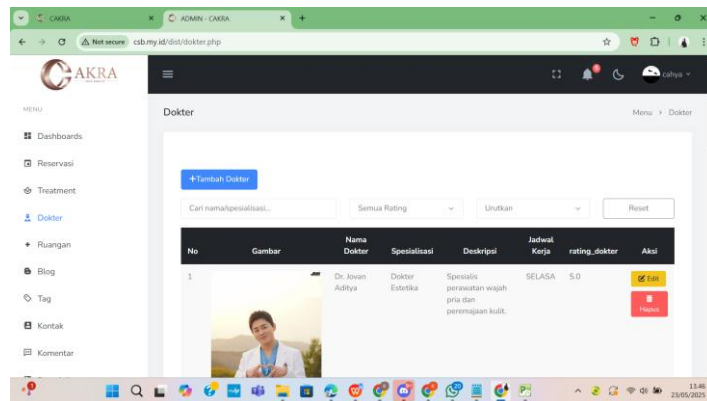 CAKRA
ADMIN - CAKRA
Not secure csb.my.id/dist/dokter.php
CAKRA
cahya
MENU
Dokter
Menu > Dokter
Dashboards
Reservasi
Treatment
Dokter
Ruangan
Blog
Tag
Kontak
Komentar
+Tambah Dokter
Cari nama/spesialisasi...
Semua Rating
Urutkan
Reset
No
Gambar
Nama Dokter
Spesialisasi
Deskripsi
Jadwal Kerja
rating_dokter
Aksi
1
Dr. Jovan
Aditya
Dokter
Estetika
Spesialis
perawatan wajah
pria dan
peremajaan kulit.
SELASA
5.0
Edit
Hapus
13.46
23/05/2025